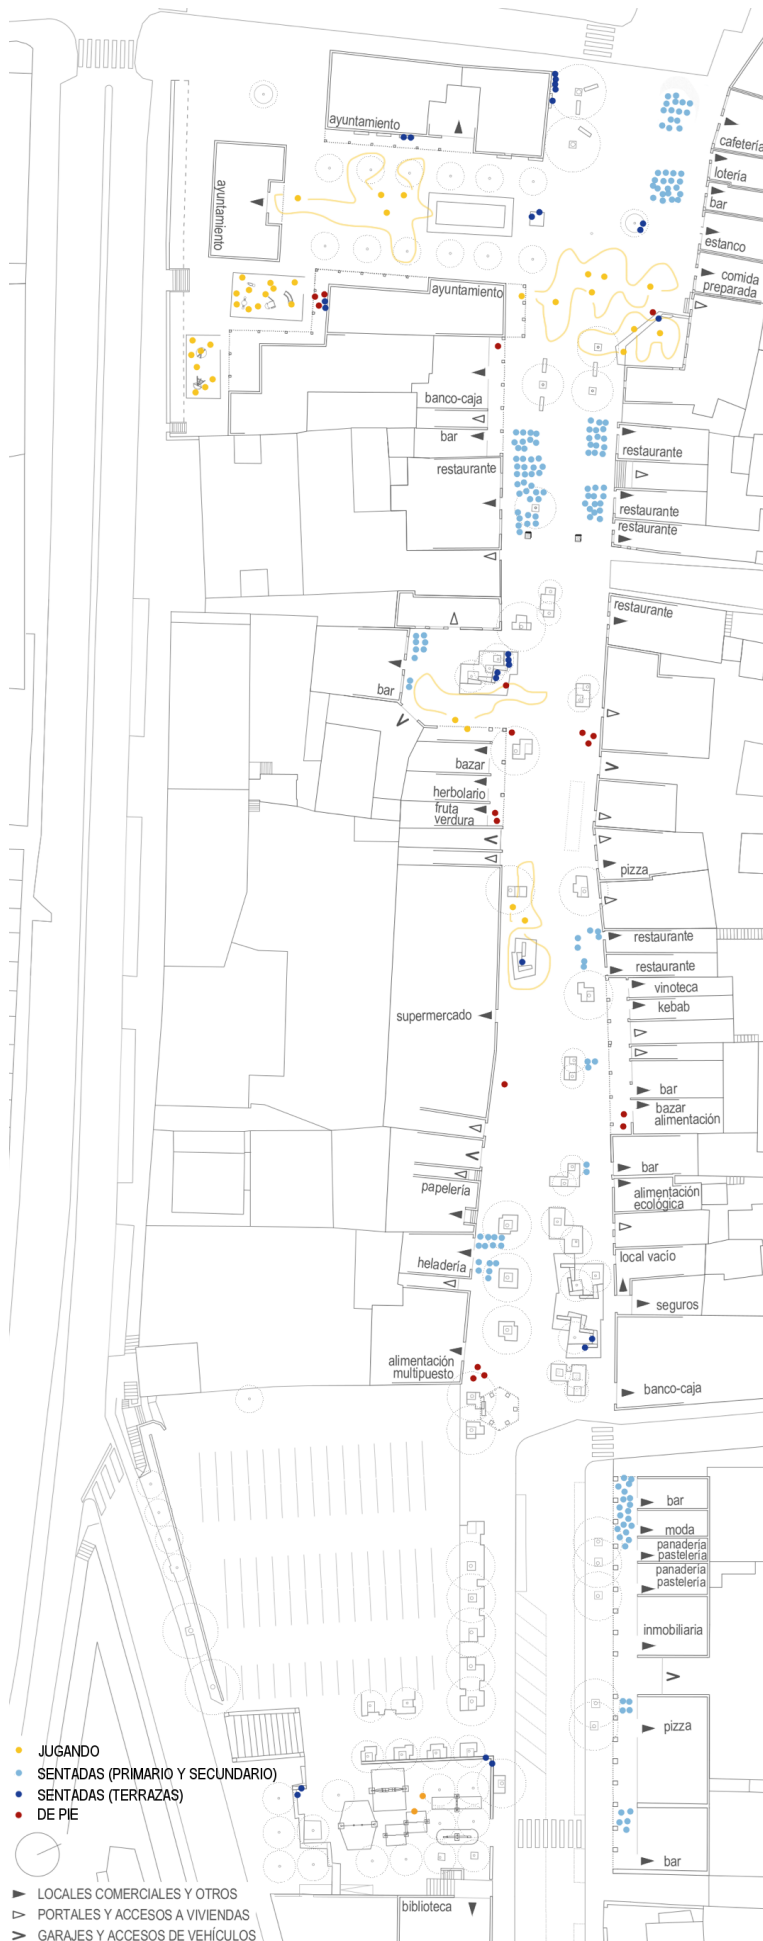 ayuntamiento
cafetería
lotería
bar
ayuntamiento
estanco
comida
preparada
ayuntamiento
banco-caja
bar
restaurante
restaurante
restaurante
restaurante
restaurante
bar
bazar
herbolario
fruta
verdura
pizza
restaurante
restaurante
vinoteca
kebab
supermercado
bar
bazar
alimentación
bar
papelería
alimentación
ecológica
local vacío
heladería
seguros
alimentación
multipuesto
banco-caja
bar
moda
panadería
pastelería
panadería
pastelería
inmobiliaria
pizza
JUGANDO
SENTADAS (PRIMARIO Y SECUNDARIO)
SENTADAS (TERRAZAS)
DE PIE
bar
LOCALES COMERCIALES Y OTROS
biblioteca
PORTALES Y ACCESOS A VIVIENDAS
GARAJES Y ACCESOS DE VEHÍCULOS